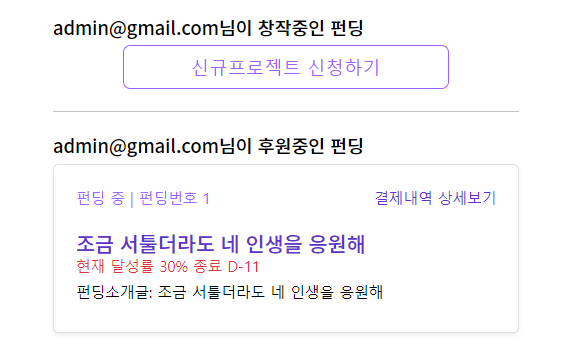 admin@gmail.com님이 창작중인 펀딩
신규프로젝트 신청하기
admin@gmail.com님이 후원중인 펀딩
펀딩 중 | 펀딩번호 1 결제내역 상세보기
조금 서툴더라도 네 인생을 응원해
현재 달성률 30% 종료 D-11
펀딩소개글: 조금 서툴더라도 네 인생을 응원해